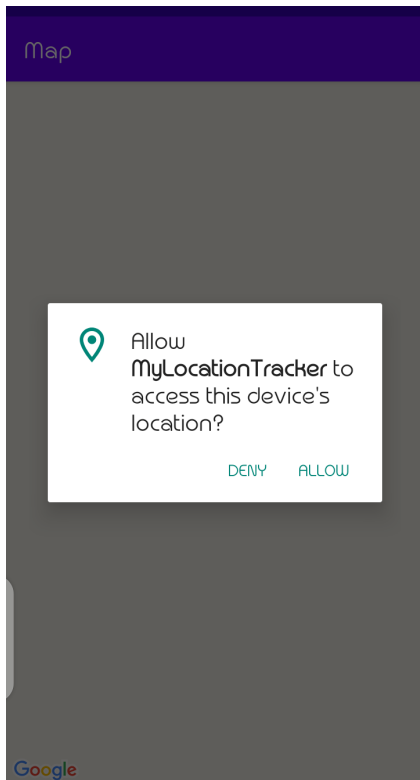 Map
Allow
MyLocationTracker to
access this device's
location?
DENY ALLOW
Google